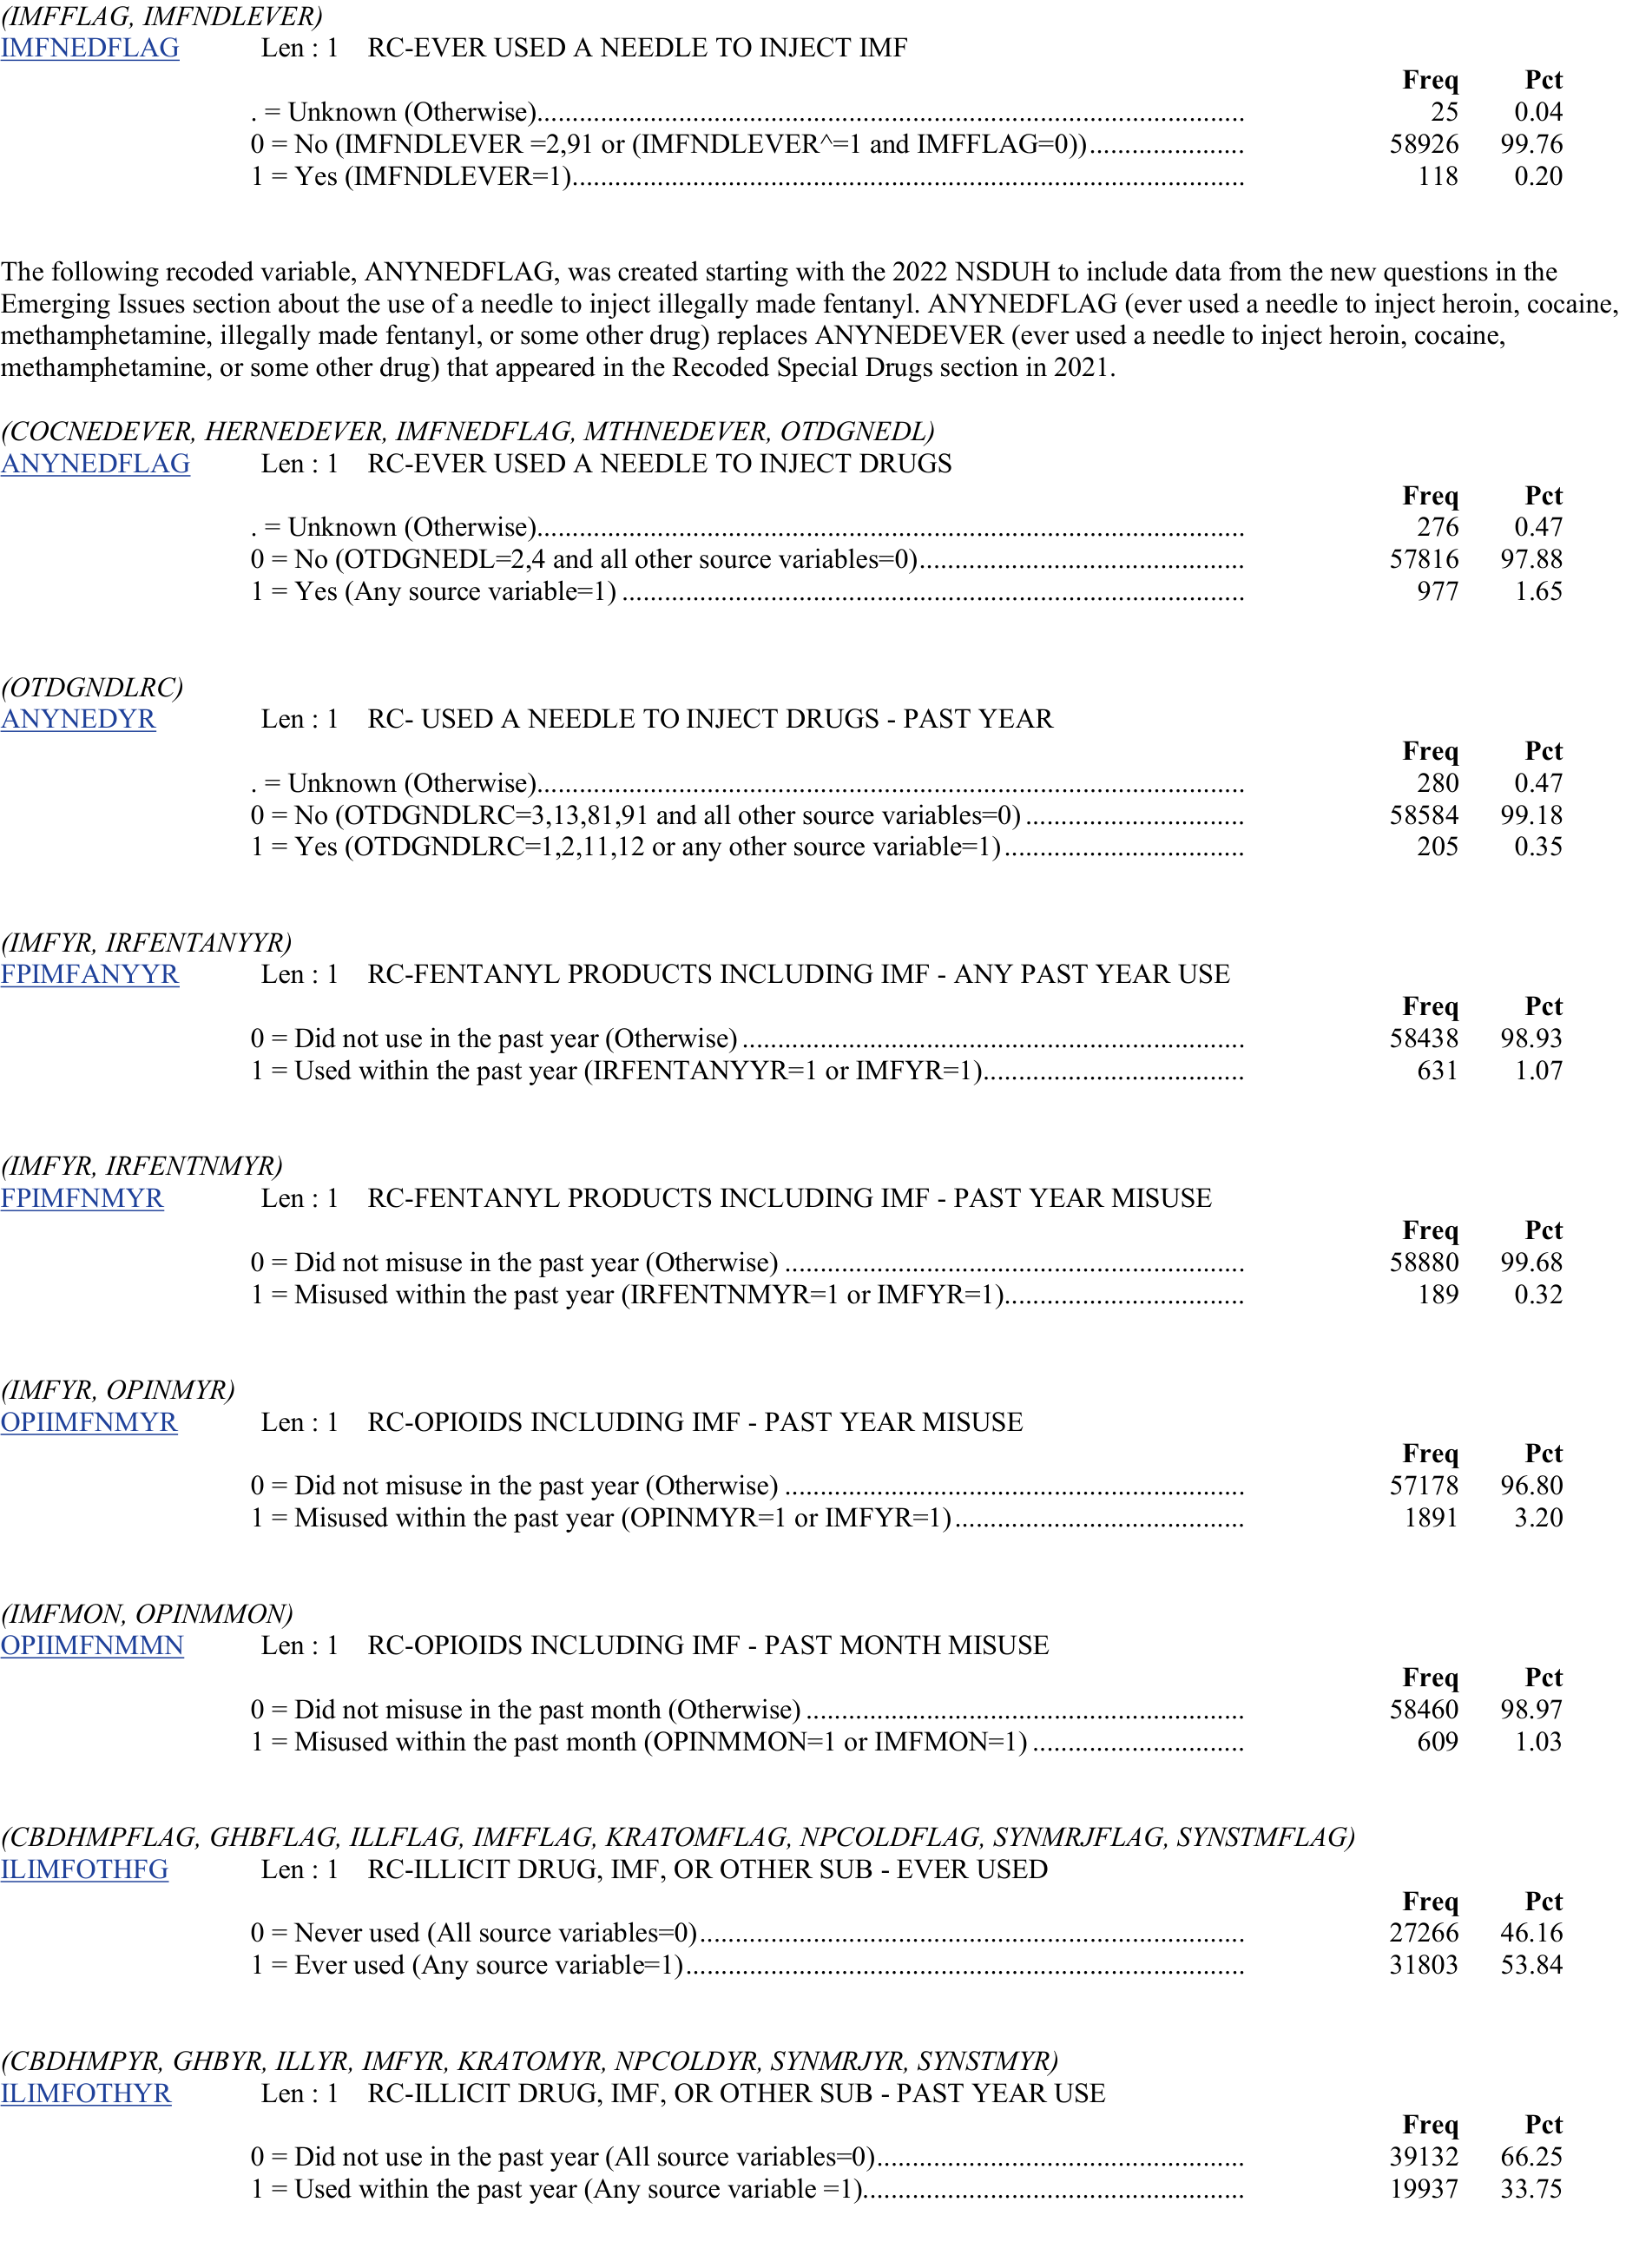 (IMFFLAG, IMFNDLEVER)
IMFNEDFLAG Len : 1 RC-EVER USED A NEEDLE TO INJECT IMF
Freq Pct
. = Unknown (Otherwise)........................................................................................................ 25 0.04
0 = No (IMFNDLEVER =2,91 or (IMFNDLEVER^=1 and IMFFLAG=0))...................... 58926 99.76
1 = Yes (IMFNDLEVER=1)................................................................................................... 118 0.20
The following recoded variable, ANYNEDFLAG, was created starting with the 2022 NSDUH to include data from the new questions in the
Emerging Issues section about the use of a needle to inject illegally made fentanyl. ANYNEDFLAG (ever used a needle to inject heroin, cocaine,
methamphetamine, illegally made fentanyl, or some other drug) replaces ANYNEDEVER (ever used a needle to inject heroin, cocaine,
methamphetamine, or some other drug) that appeared in the Recoded Special Drugs section in 2021.
(COCNEDEVER, HERNEDEVER, IMFNEDFLAG, MTHNEDEVER, OTDGNEDL)
ANYNEDFLAG Len : 1 RC-EVER USED A NEEDLE TO INJECT DRUGS
Freq Pct
. = Unknown (Otherwise)........................................................................................................ 276 0.47
0 = No (OTDGNEDL=2,4 and all other source variables=0).............................................. 57816 97.88
1 = Yes (Any source variable=1) ........................................................................................ 977 1.65
(OTDGNDLRC)
ANYNEDYR Len : 1 RC- USED A NEEDLE TO INJECT DRUGS - PAST YEAR
Freq Pct
. = Unknown (Otherwise)........................................................................................................ 280 0.47
0 = No (OTDGNDLRC=3,13,81,91 and all other source variables=0) ............................... 58584 99.18
1 = Yes (OTDGNDLRC=1,2,11,12 or any other source variable=1).................................. 205 0.35
(IMFYR, IRFENTANYYR)
FPIMFANYYR Len : 1 RC-FENTANYL PRODUCTS INCLUDING IMF - ANY PAST YEAR USE
Freq Pct
0 = Did not use in the past year (Otherwise) ....................................................................... 58438 98.93
1 = Used within the past year (IRFENTANYYR=1 or IMFYR=1)..................................... 631 1.07
(IMFYR, IRFENTNMYR)
FPIMFNMYR Len : 1 RC-FENTANYL PRODUCTS INCLUDING IMF - PAST YEAR MISUSE
Freq Pct
0 = Did not misuse in the past year (Otherwise) ................................................................. 58880 99.68
1 = Misused within the past year (IRFENTNMYR=1 or IMFYR=1).................................. 189 0.32
(IMFYR, OPINMYR)
OPIIMFNMYR Len : 1 RC-OPIOIDS INCLUDING IMF - PAST YEAR MISUSE
Freq Pct
0 = Did not misuse in the past year (Otherwise) ................................................................. 57178 96.80
1 = Misused within the past year (OPINMYR=1 or IMFYR=1)......................................... 1891 3.20
(IMFMON, OPINMMON)
OPIIMFNMMN Len : 1 RC-OPIOIDS INCLUDING IMF - PAST MONTH MISUSE
Freq Pct
0 = Did not misuse in the past month (Otherwise) .............................................................. 58460 98.97
1 = Misused within the past month (OPINMMON=1 or IMFMON=1) .............................. 609 1.03
(CBDHMPFLAG, GHBFLAG, ILLFLAG, IMFFLAG, KRATOMFLAG, NPCOLDFLAG, SYNMRJFLAG, SYNSTMFLAG)
ILIMFOTHFG Len : 1 RC-ILLICIT DRUG, IMF, OR OTHER SUB - EVER USED
Freq Pct
0 = Never used (All source variables=0)............................................................................. 27266 46.16
1 = Ever used (Any source variable=1)............................................................................... 31803 53.84
(CBDHMPYR, GHBYR, ILLYR, IMFYR, KRATOMYR, NPCOLDYR, SYNMRJYR, SYNSTMYR)
ILIMFOTHYR Len : 1 RC-ILLICIT DRUG, IMF, OR OTHER SUB - PAST YEAR USE
Freq Pct
0 = Did not use in the past year (All source variables=0).................................................... 39132 66.25
1 = Used within the past year (Any source variable =1)...................................................... 19937 33.75